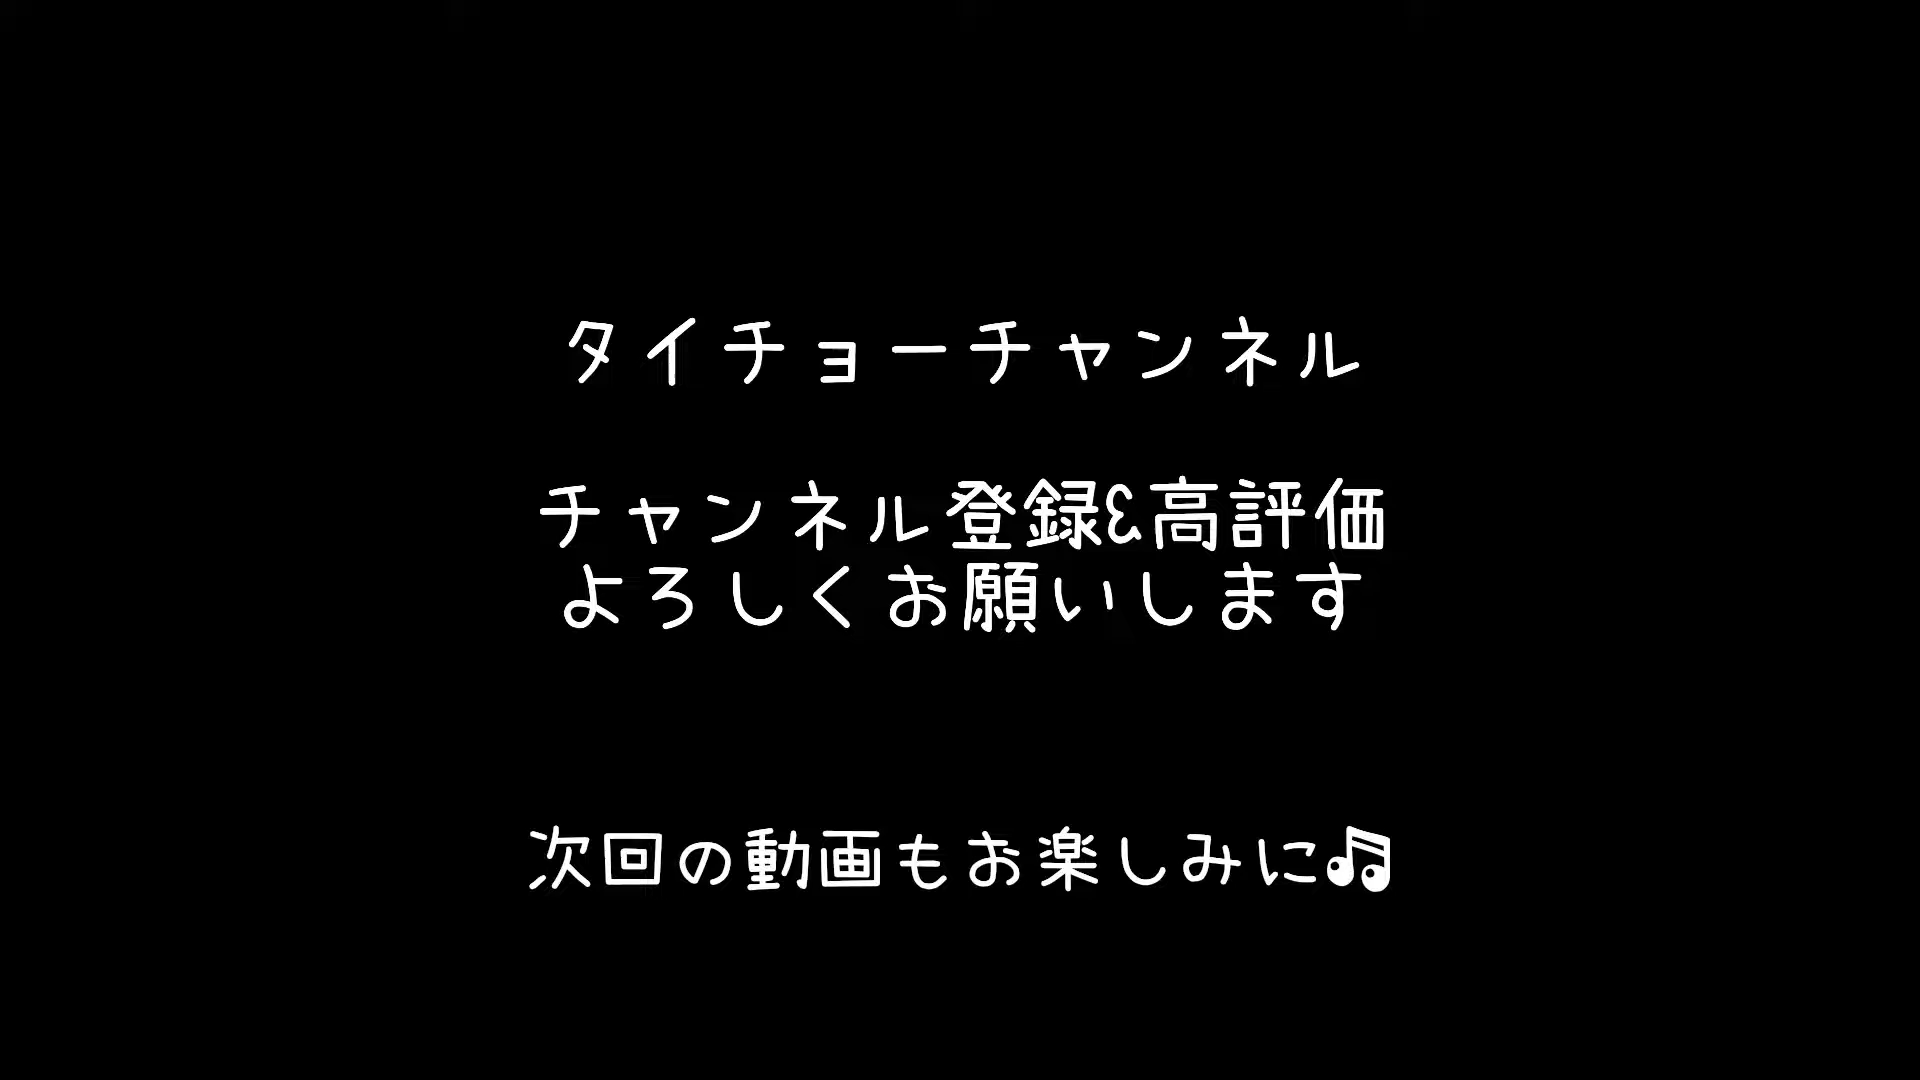 タイチョーチャンネル
チャンネル登録&高評価
よろしくお願いします
次回の動画もお楽しみに🎵